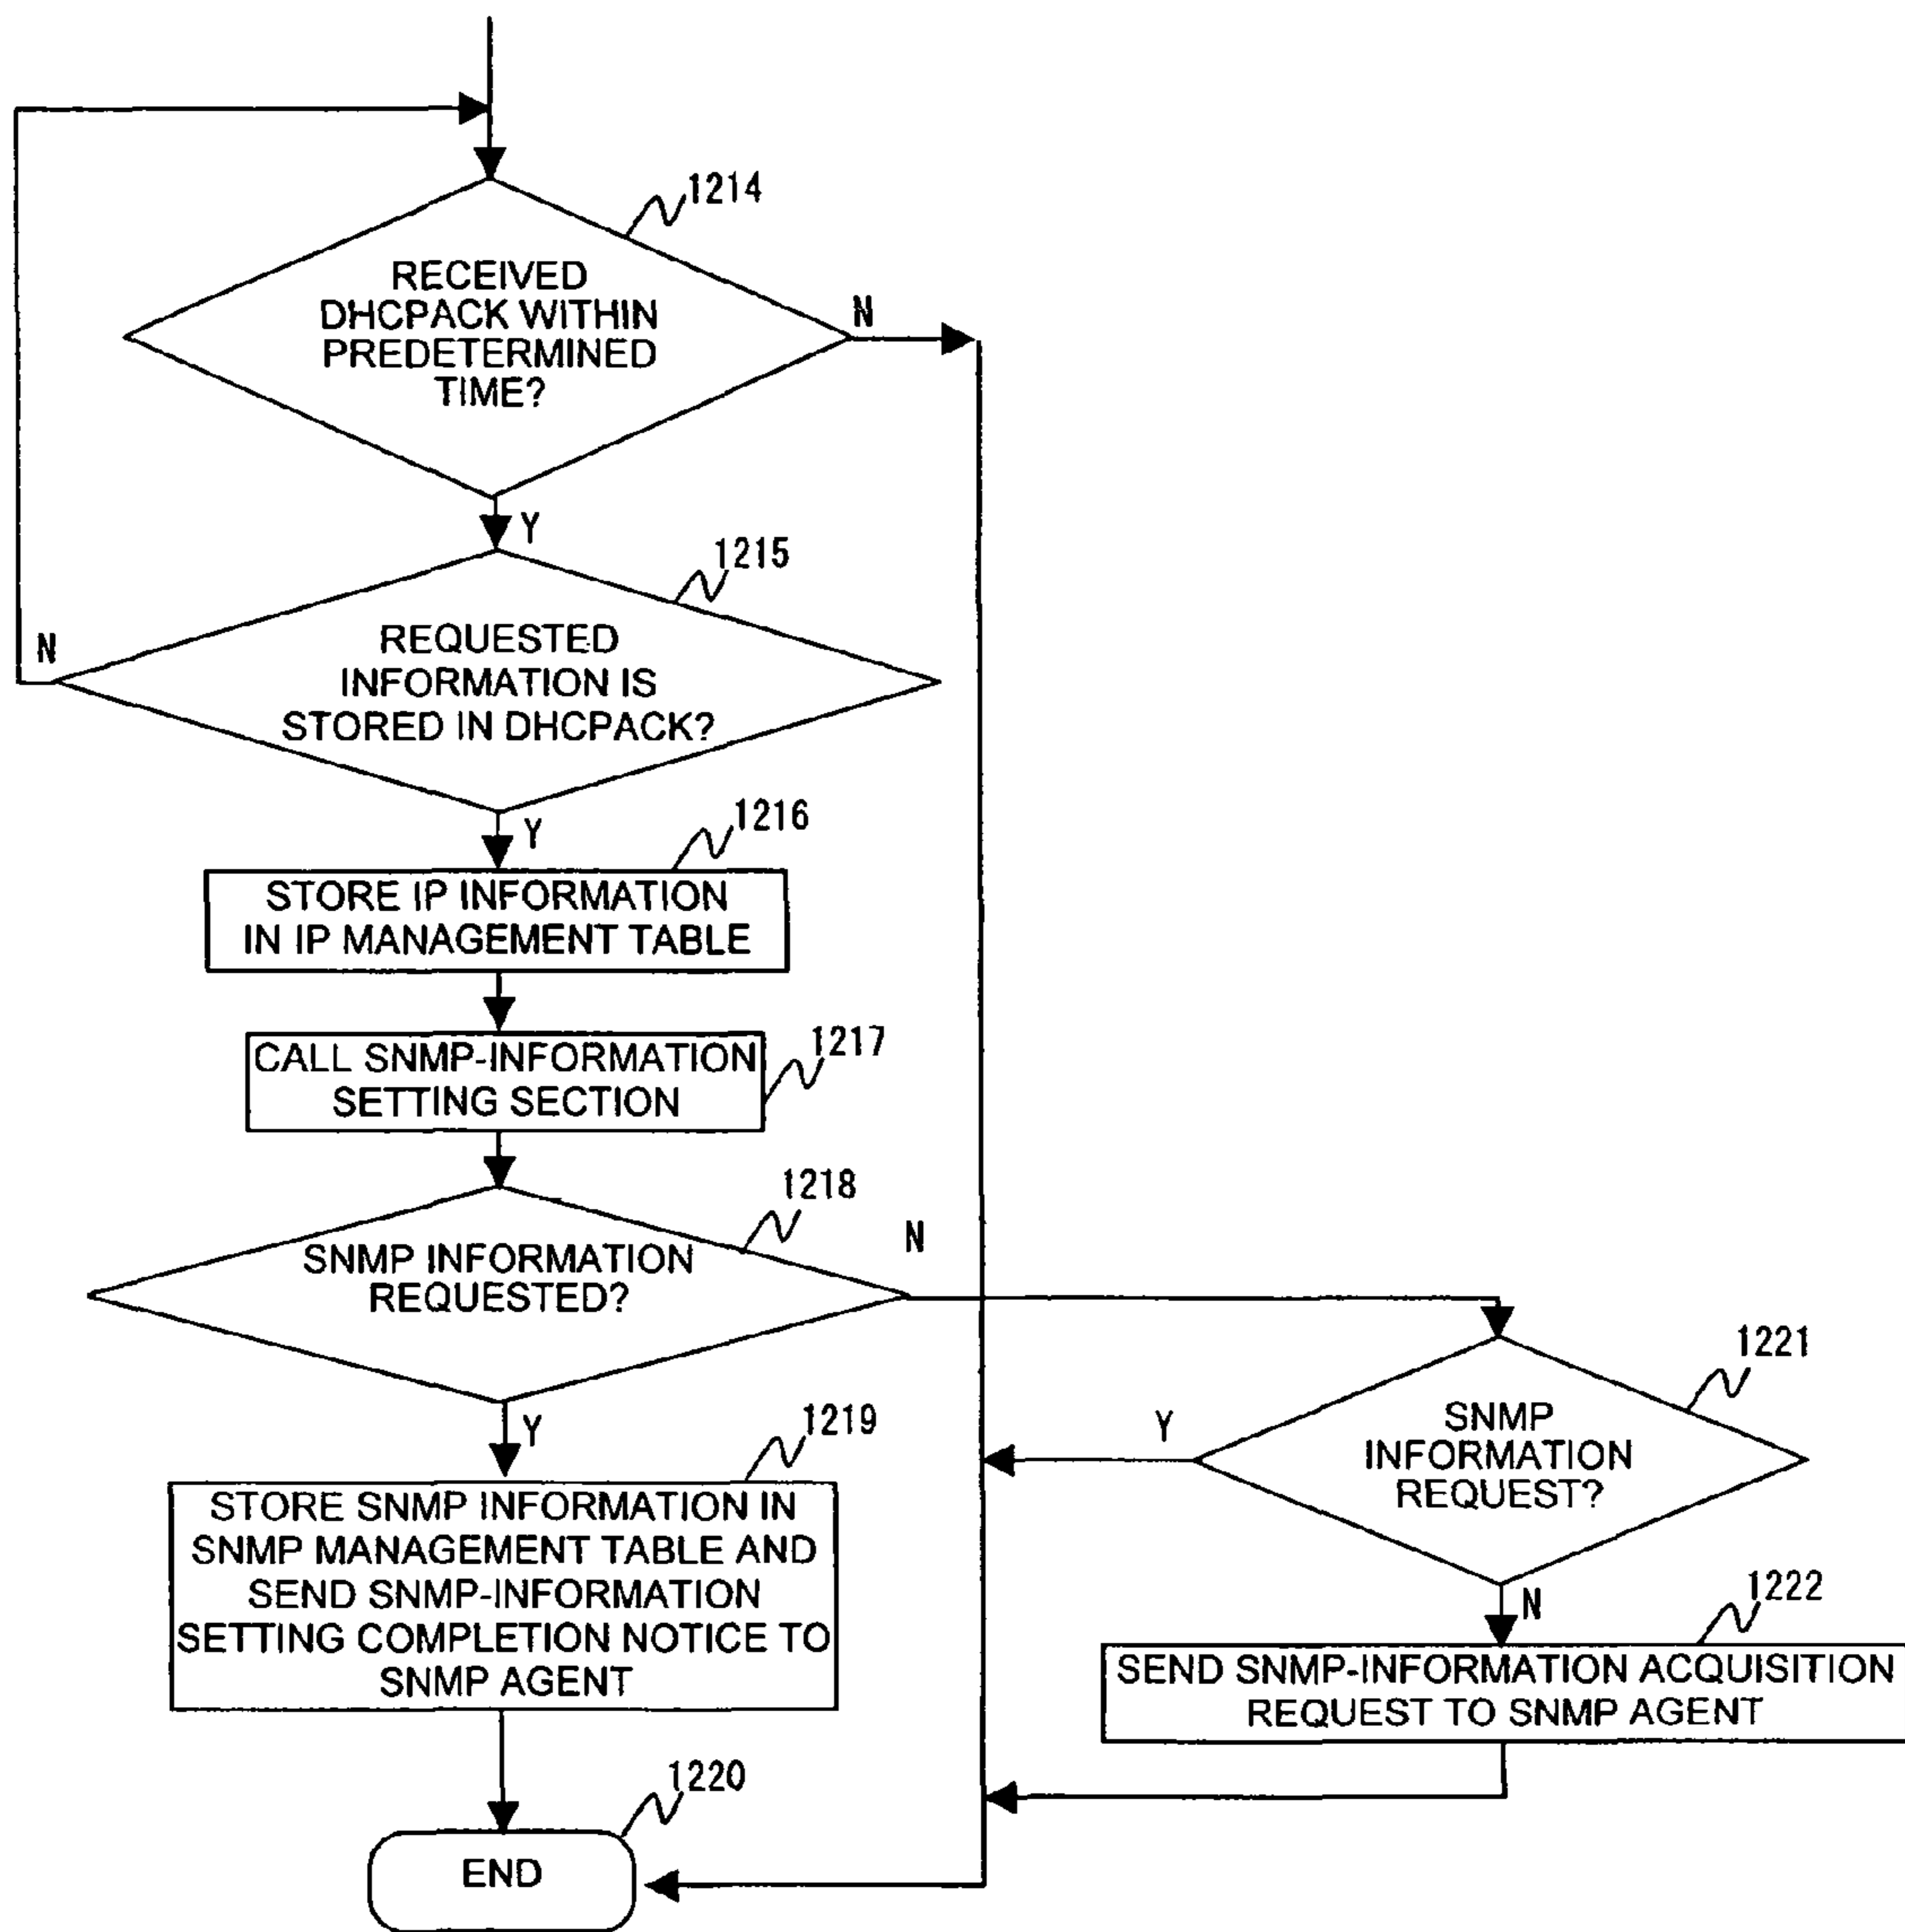 1214
RECEIVED
DHCPACK WITHIN
PREDETERMINED
TIME?
N
Y
1215
REQUESTED
INFORMATION IS
STORED IN DHCPACK?
N
Y
1216
STORE IP INFORMATION
IN IP MANAGEMENT TABLE
1217
CALL SNMP-INFORMATION
SETTING SECTION
1218
SNMP INFORMATION
REQUESTED?
N
Y
1219
STORE SNMP INFORMATION IN
SNMP MANAGEMENT TABLE AND
SEND SNMP-INFORMATION
SETTING COMPLETION NOTICE TO
SNMP AGENT
1220
END
1221
SNMP
INFORMATION
REQUEST?
Y
N
1222
SEND SNMP-INFORMATION ACQUISITION
REQUEST TO SNMP AGENT